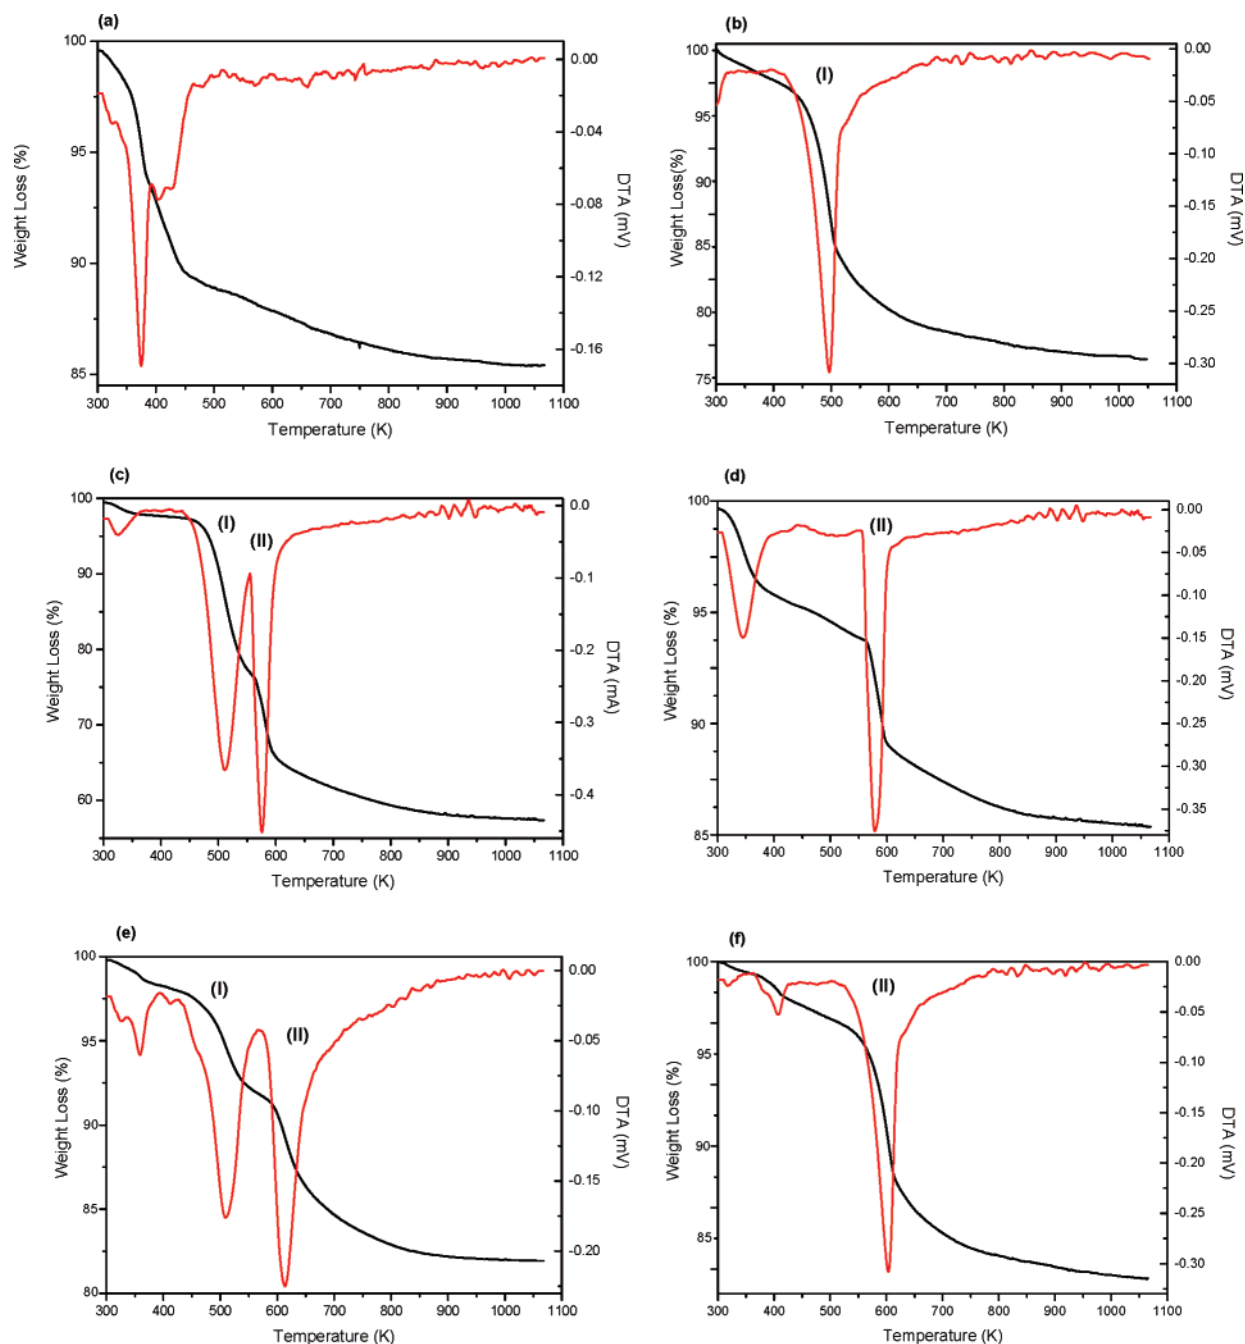 (a)
100
95
90
85
Weight Loss (%)
0.00
-0.04
-0.08
-0.12
-0.16
DTA (mV)
300 400 500 600 700 800 900 1000 1100
Temperature (K)
(b)
(I)
100
95
90
85
80
75
Weight Loss(%)
0.00
-0.05
-0.10
-0.15
-0.20
-0.25
-0.30
DTA (mV)
300 400 500 600 700 800 900 1000 1100
Temperature (K)
(c)
(I)
(II)
100
90
80
70
60
Weight Loss (%)
0.0
-0.1
-0.2
-0.3
-0.4
DTA (mA)
300 400 500 600 700 800 900 1000 1100
Temperature (K)
(d)
(II)
100
95
90
85
Weight Loss (%)
0.00
-0.05
-0.10
-0.15
-0.20
-0.25
-0.30
-0.35
DTA (mV)
300 400 500 600 700 800 900 1000 1100
Temperature (K)
(e)
(I)
(II)
100
95
90
85
80
Weight Loss (%)
0.00
-0.05
-0.10
-0.15
-0.20
DTA (mV)
300 400 500 600 700 800 900 1000 1100
Temperature (K)
(f)
(II)
100
95
90
85
Weight Loss (%)
0.00
-0.05
-0.10
-0.15
-0.20
-0.25
-0.30
DTA (mV)
300 400 500 600 700 800 900 1000 1100
Temperature (K)